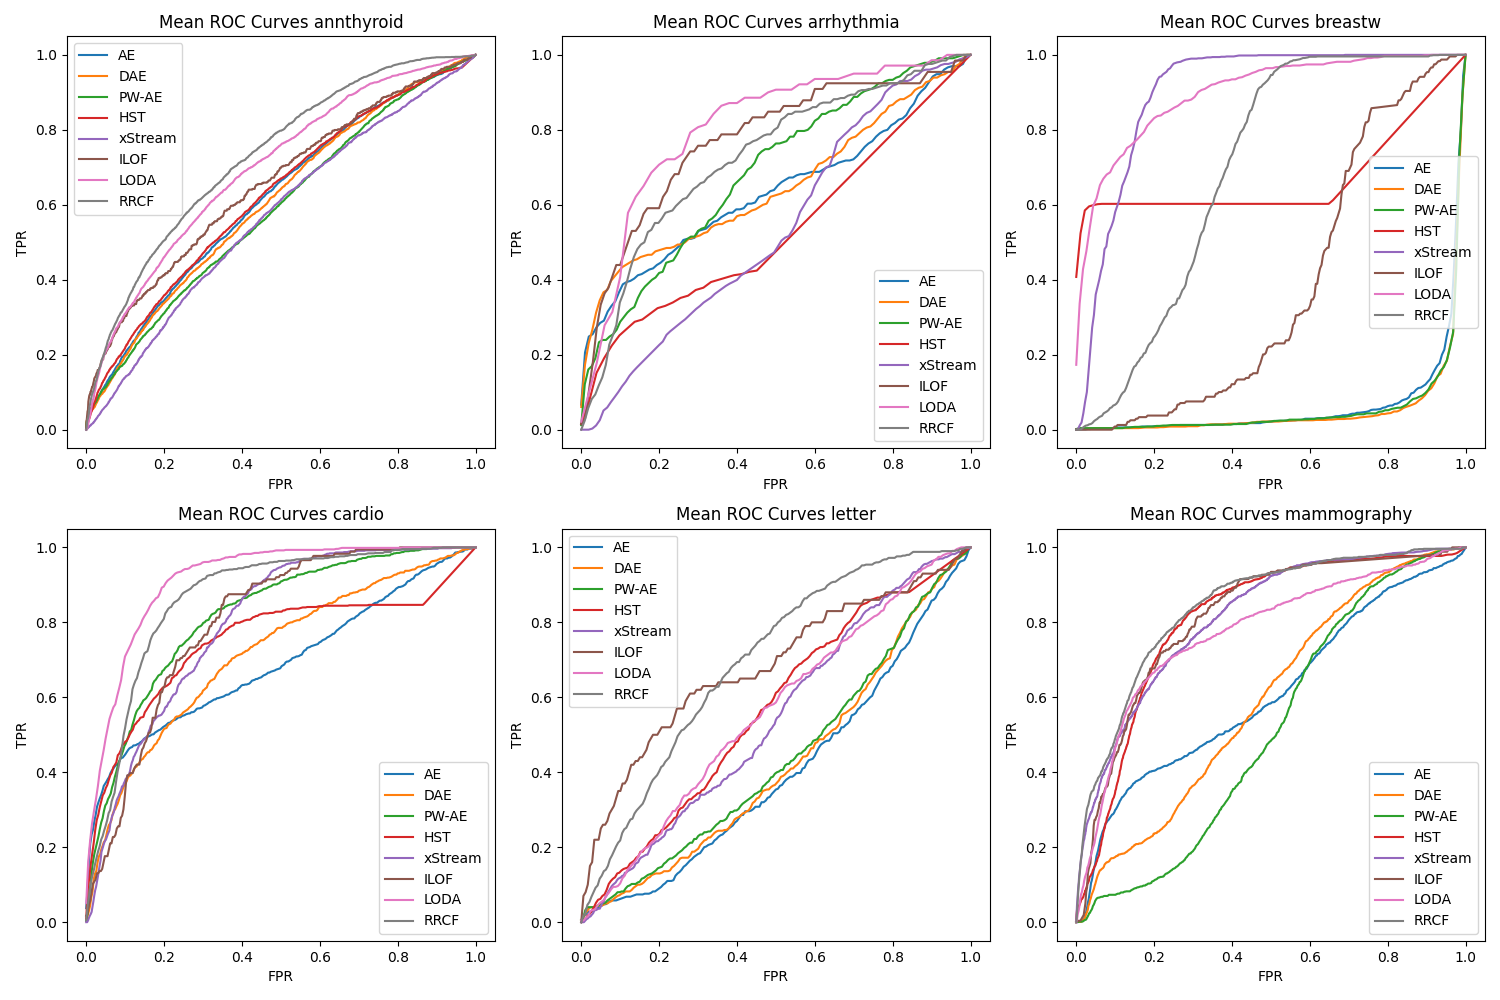 Mean ROC Curves annthyroid
1.0
0.8
0.6
0.4
0.2
0.0
TPR
AE
DAE
PW-AE
HST
xStream
ILOF
LODA
RRCF
0.0 0.2 0.4 0.6 0.8 1.0
FPR
Mean ROC Curves arrhythmia
1.0
0.8
0.6
0.4
0.2
0.0
TPR
AE
DAE
PW-AE
HST
xStream
ILOF
LODA
RRCF
0.0 0.2 0.4 0.6 0.8 1.0
FPR
Mean ROC Curves breastw
1.0
0.8
0.6
0.4
0.2
0.0
TPR
AE
DAE
PW-AE
HST
xStream
ILOF
LODA
RRCF
0.0 0.2 0.4 0.6 0.8 1.0
FPR
Mean ROC Curves cardio
1.0
0.8
0.6
0.4
0.2
0.0
TPR
AE
DAE
PW-AE
HST
xStream
ILOF
LODA
RRCF
0.0 0.2 0.4 0.6 0.8 1.0
FPR
Mean ROC Curves letter
1.0
0.8
0.6
0.4
0.2
0.0
TPR
AE
DAE
PW-AE
HST
xStream
ILOF
LODA
RRCF
0.0 0.2 0.4 0.6 0.8 1.0
FPR
Mean ROC Curves mammography
1.0
0.8
0.6
0.4
0.2
0.0
TPR
AE
DAE
PW-AE
HST
xStream
ILOF
LODA
RRCF
0.0 0.2 0.4 0.6 0.8 1.0
FPR